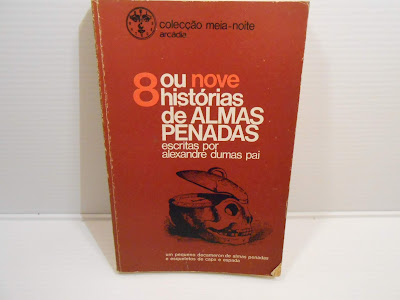 colecção meia-noite
arcádia
8 ou nove
histórias
de ALMAS
PENADAS
escritas por
alexandre dumas pai
um pequeno decameron de almas penadas
e esqueletos de capa e espada